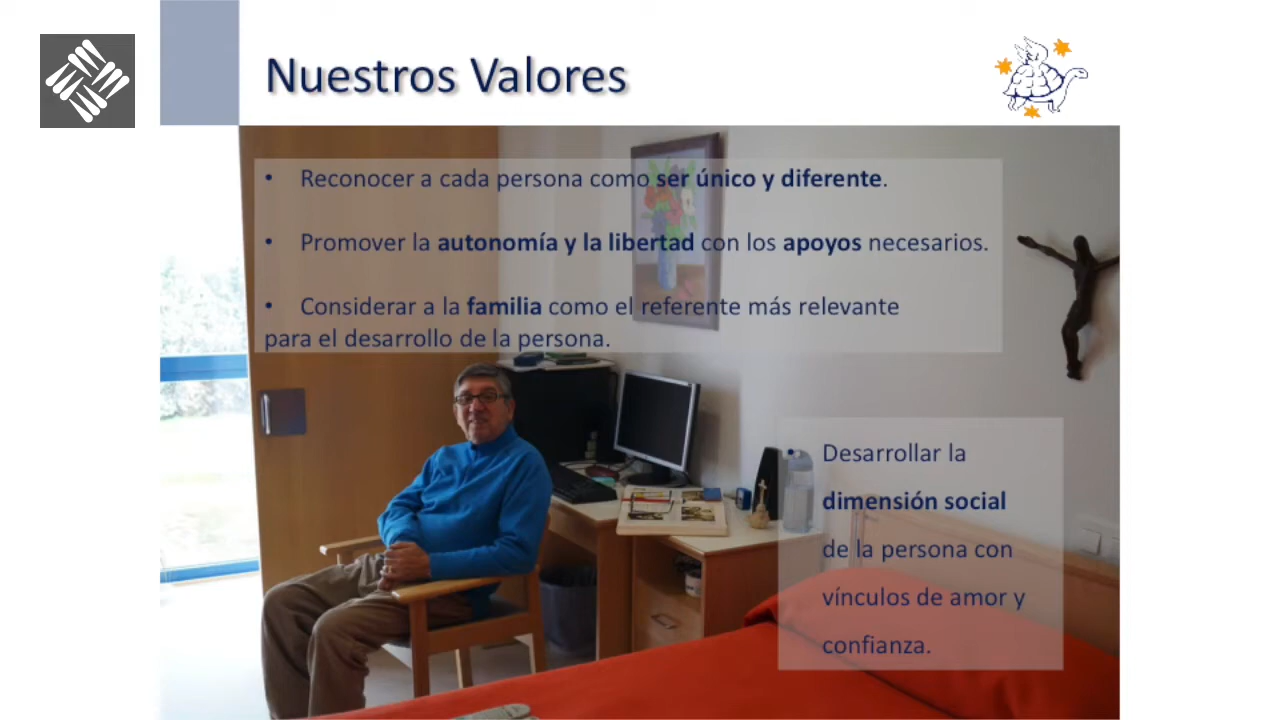 Nuestros Valores
• Reconocer a cada persona como ser único y diferente.
• Promover la autonomía y la libertad con los apoyos necesarios.
• Considerar a la familia como el referente más relevante
para el desarrollo de la persona.
• Desarrollar la
dimensión social
de la persona con
vínculos de amor y
confianza.